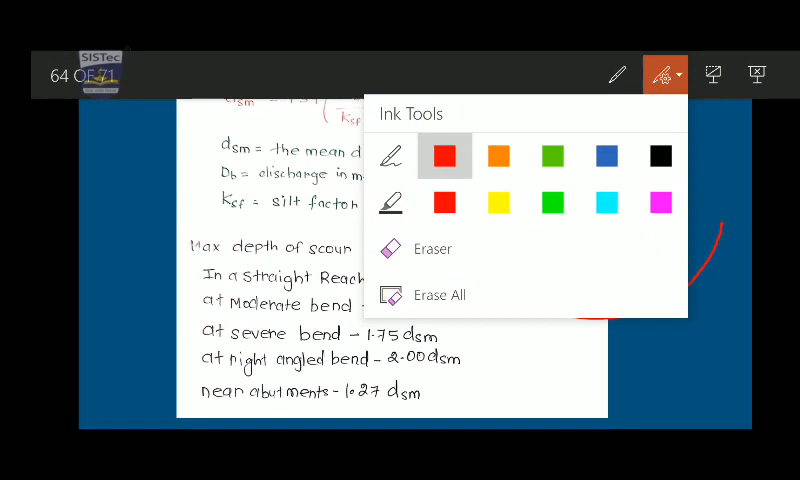 SISTec
64 OF 71
Ink Tools
Eraser
Erase All
dsm = the mean d
Db = discharge in m
Ksf = silt factor
Max depth of scour
In a straight Reach
at Moderate bend -
at severe bend - 1.75 dsm
at right angled bend - 2.00 dsm
near abutments - 1.27 dsm